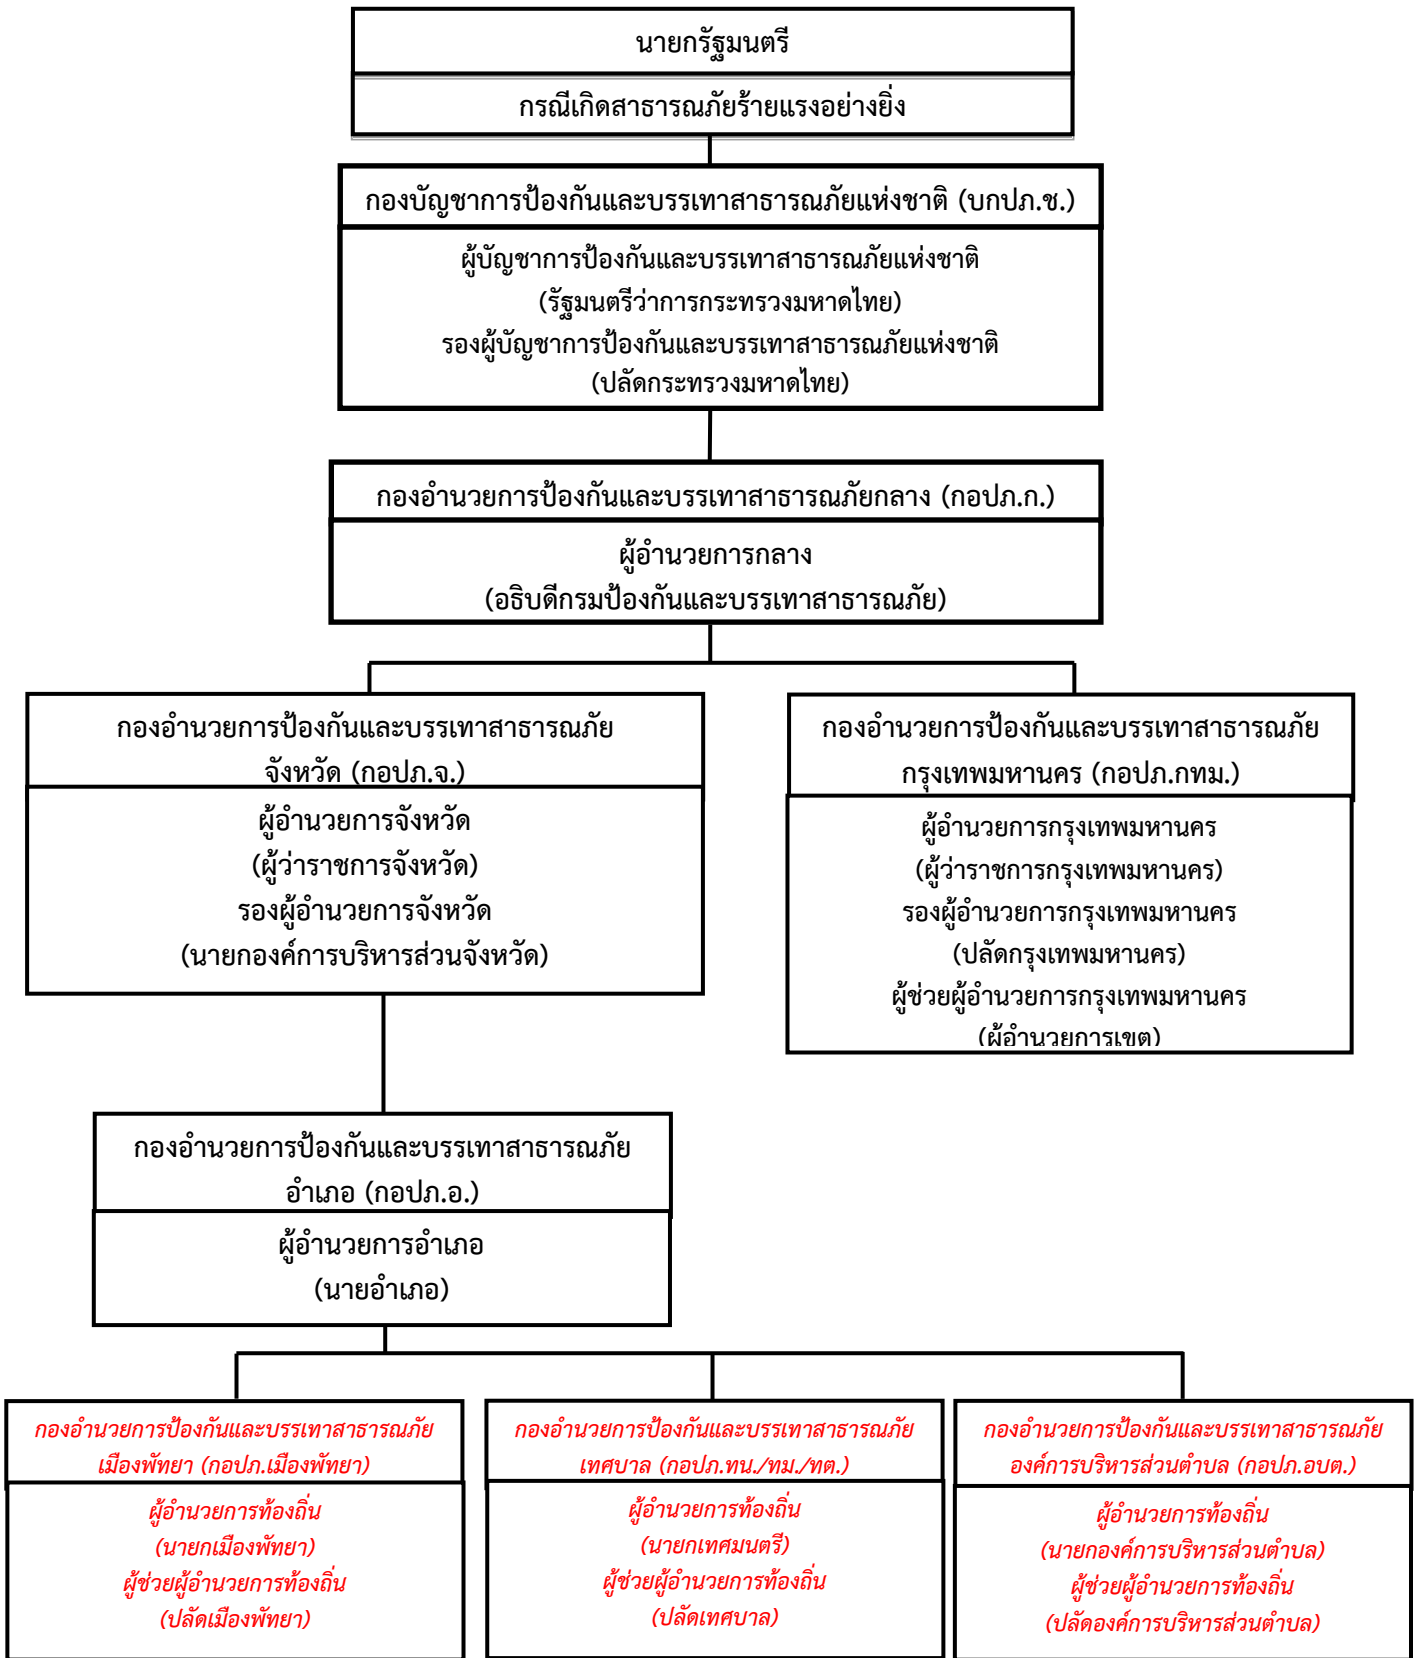 นายกรัฐมนตรี
กรณีเกิดสาธารณภัยร้ายแรงอย่างยิ่ง
กองบัญชาการป้องกันและบรรเทาสาธารณภัยแห่งชาติ (บกปภ.ช.)
ผู้บัญชาการป้องกันและบรรเทาสาธารณภัยแห่งชาติ
(รัฐมนตรีว่าการกระทรวงมหาดไทย)
รองผู้บัญชาการป้องกันและบรรเทาสาธารณภัยแห่งชาติ
(ปลัดกระทรวงมหาดไทย)
กองอำนวยการป้องกันและบรรเทาสาธารณภัยกลาง (กอปภ.ก.)
ผู้อำนวยการกลาง
(อธิบดีกรมป้องกันและบรรเทาสาธารณภัย)
กองอำนวยการป้องกันและบรรเทาสาธารณภัย
จังหวัด (กอปภ.จ.)
ผู้อำนวยการจังหวัด
(ผู้ว่าราชการจังหวัด)
รองผู้อำนวยการจังหวัด
(นายกองค์การบริหารส่วนจังหวัด)
กองอำนวยการป้องกันและบรรเทาสาธารณภัย
กรุงเทพมหานคร (กอปภ.กทม.)
ผู้อำนวยการกรุงเทพมหานคร
(ผู้ว่าราชการกรุงเทพมหานคร)
รองผู้อำนวยการกรุงเทพมหานคร
(ปลัดกรุงเทพมหานคร)
ผู้ช่วยผู้อำนวยการกรุงเทพมหานคร
(ผู้อำนวยการเขต)
กองอำนวยการป้องกันและบรรเทาสาธารณภัย
อำเภอ (กอปภ.อ.)
ผู้อำนวยการอำเภอ
(นายอำเภอ)
กองอำนวยการป้องกันและบรรเทาสาธารณภัย
เมืองพัทยา (กอปภ.เมืองพัทยา)
ผู้อำนวยการท้องถิ่น
(นายกเมืองพัทยา)
ผู้ช่วยผู้อำนวยการท้องถิ่น
(ปลัดเมืองพัทยา)
กองอำนวยการป้องกันและบรรเทาสาธารณภัย
เทศบาล (กอปภ.ทน./ทม./ทต.)
ผู้อำนวยการท้องถิ่น
(นายกเทศมนตรี)
ผู้ช่วยผู้อำนวยการท้องถิ่น
(ปลัดเทศบาล)
กองอำนวยการป้องกันและบรรเทาสาธารณภัย
องค์การบริหารส่วนตำบล (กอปภ.อบต.)
ผู้อำนวยการท้องถิ่น
(นายกองค์การบริหารส่วนตำบล)
ผู้ช่วยผู้อำนวยการท้องถิ่น
(ปลัดองค์การบริหารส่วนตำบล)